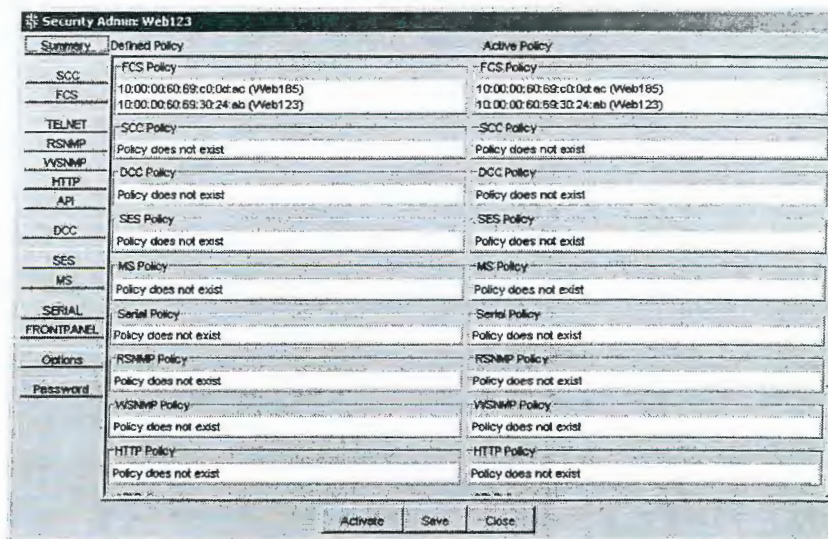 Security Admin: Web123
Summary
SCC
FCS
TELNET
RSNMP
WSNMP
HTTP
API
DCC
SES
MS
SERIAL
FRONTPANEL
Options
Password
Defined Policy Active Policy
FCS Policy FCS Policy
10:00:00:60:69:c0:0d:ac (Web185) 10:00:00:60:69:c0:0d:ac (Web185)
10:00:00:60:69:30:24:ab (Web123) 10:00:00:60:69:30:24:ab (Web123)
SCC Policy SCC Policy
Policy does not exist Policy does not exist
DCC Policy DCC Policy
Policy does not exist Policy does not exist
SES Policy SES Policy
Policy does not exist Policy does not exist
MS Policy MS Policy
Policy does not exist Policy does not exist
Serial Policy Serial Policy
Policy does not exist Policy does not exist
RSNMP Policy RSNMP Policy
Policy does not exist Policy does not exist
WSNMP Policy WSNMP Policy
Policy does not exist Policy does not exist
HTTP Policy HTTP Policy
Policy does not exist Policy does not exist
Activate Save Close